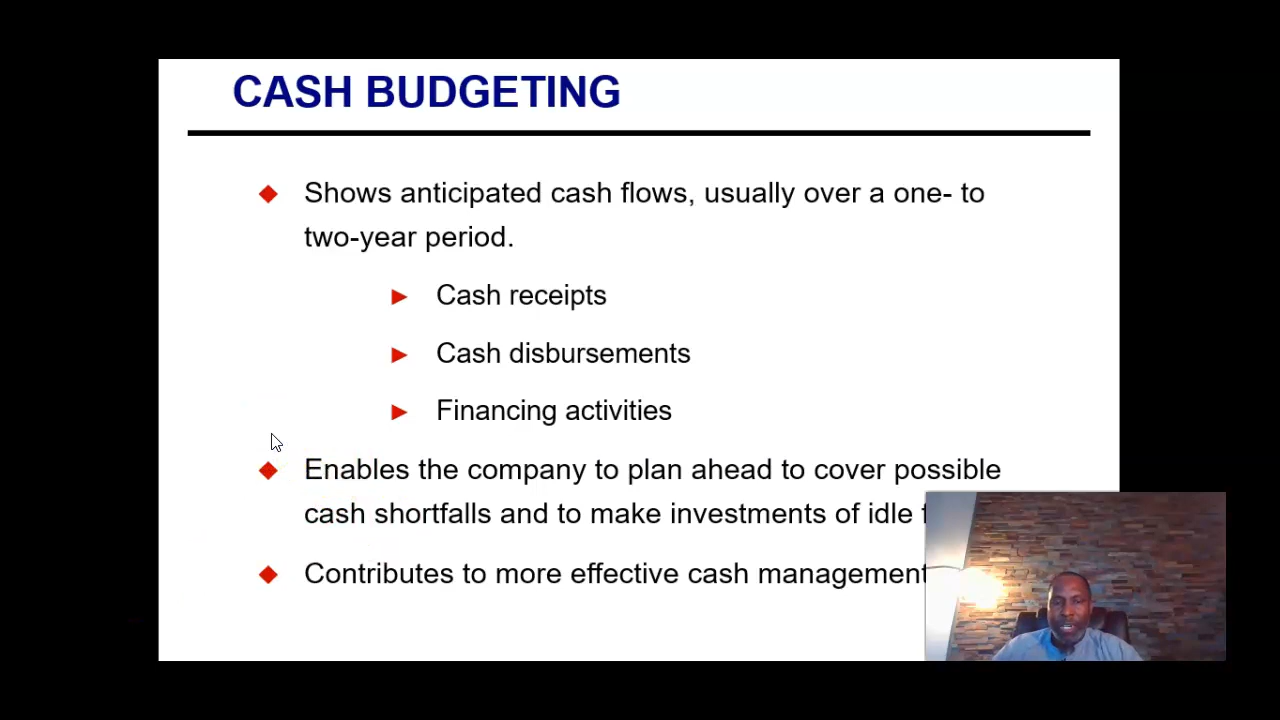 CASH BUDGETING
Shows anticipated cash flows, usually over a one- to
two-year period.
Cash receipts
Cash disbursements
Financing activities
Enables the company to plan ahead to cover possible
cash shortfalls and to make investments of idle
Contributes to more effective cash management